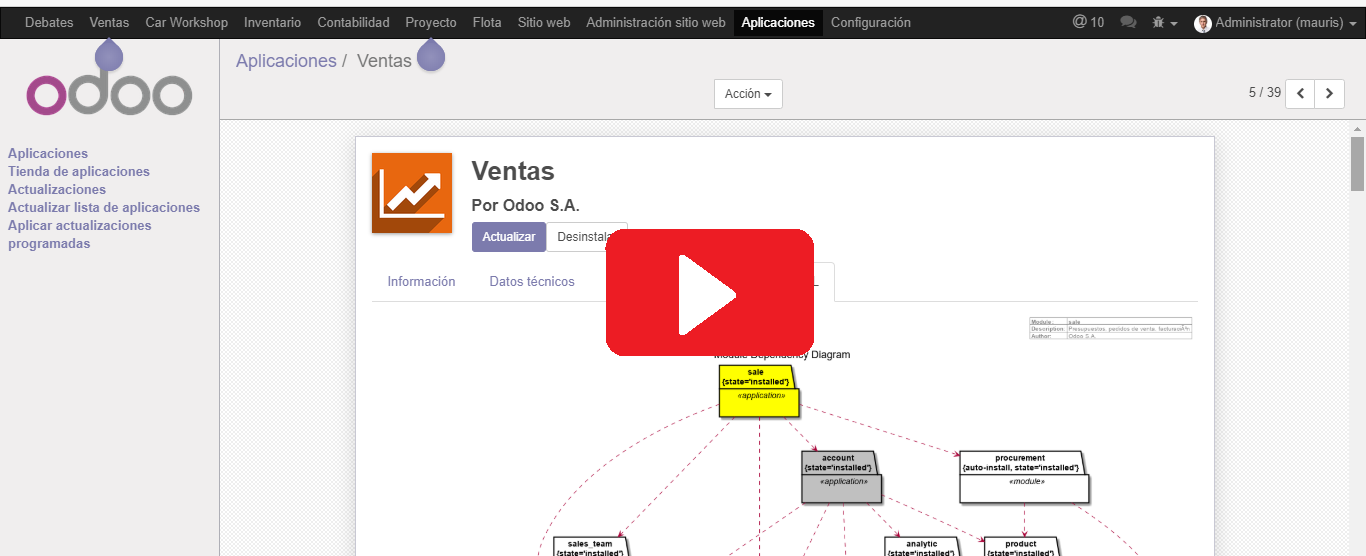 Debates Ventas Car Workshop Inventario Contabilidad Proyecto Flota Sitio web Administración sitio web Aplicaciones Configuración @ 10 Administrator (mauris)
odoo
Aplicaciones / Ventas
Acción
5 / 39
Aplicaciones
Tienda de aplicaciones
Actualizaciones
Actualizar lista de aplicaciones
Aplicar actualizaciones
programadas
Ventas
Por Odoo S.A.
Actualizar Desinstala
Información Datos técnicos L
Module: sale
Description: Presupuestos, pedidos de venta, facturas
Author: Odoo S.A.
Module Dependency Diagram
sale
{state='installed'}
«application»
account
{state='installed'}
«application»
procurement
{auto-install, state='installed'}
«module»
sales_team
{state='installed'}
analytic
{state='installed'}
product
{state='installed'}